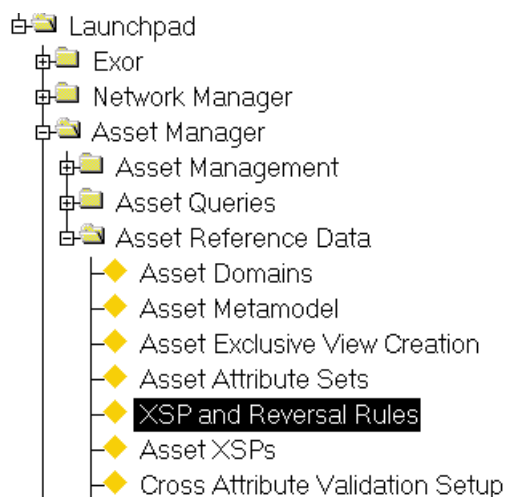 Launchpad
Exor
Network Manager
Asset Manager
Asset Management
Asset Queries
Asset Reference Data
Asset Domains
Asset Metamodel
Asset Exclusive View Creation
Asset Attribute Sets
XSP and Reversal Rules
Asset XSPs
Cross Attribute Validation Setup